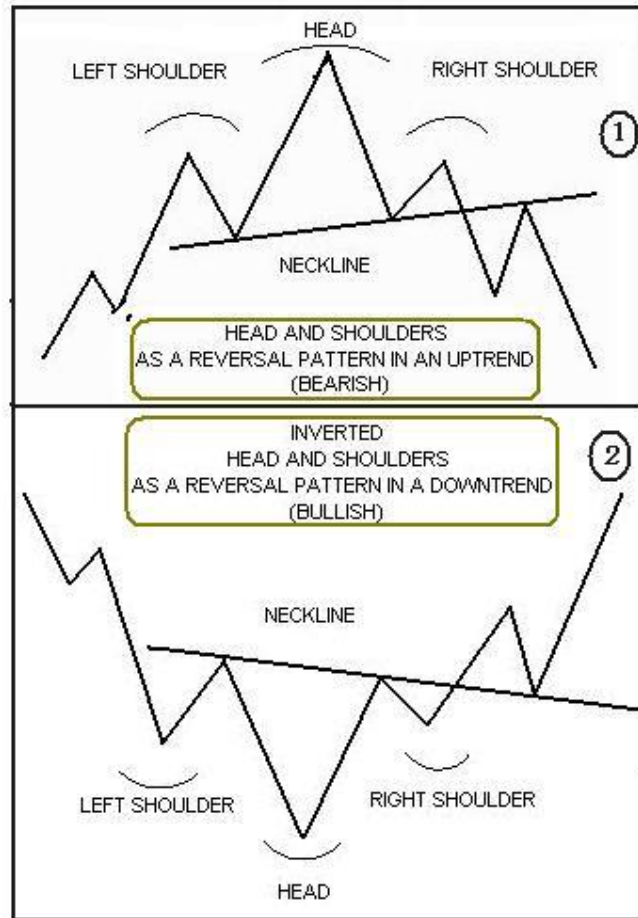 HEAD
LEFT SHOULDER
RIGHT SHOULDER
1
NECKLINE
HEAD AND SHOULDERS
AS A REVERSAL PATTERN IN AN UPTREND
(BEARISH)
INVERTED
HEAD AND SHOULDERS
AS A REVERSAL PATTERN IN A DOWNTREND
(BULLISH)
2
NECKLINE
LEFT SHOULDER
RIGHT SHOULDER
HEAD